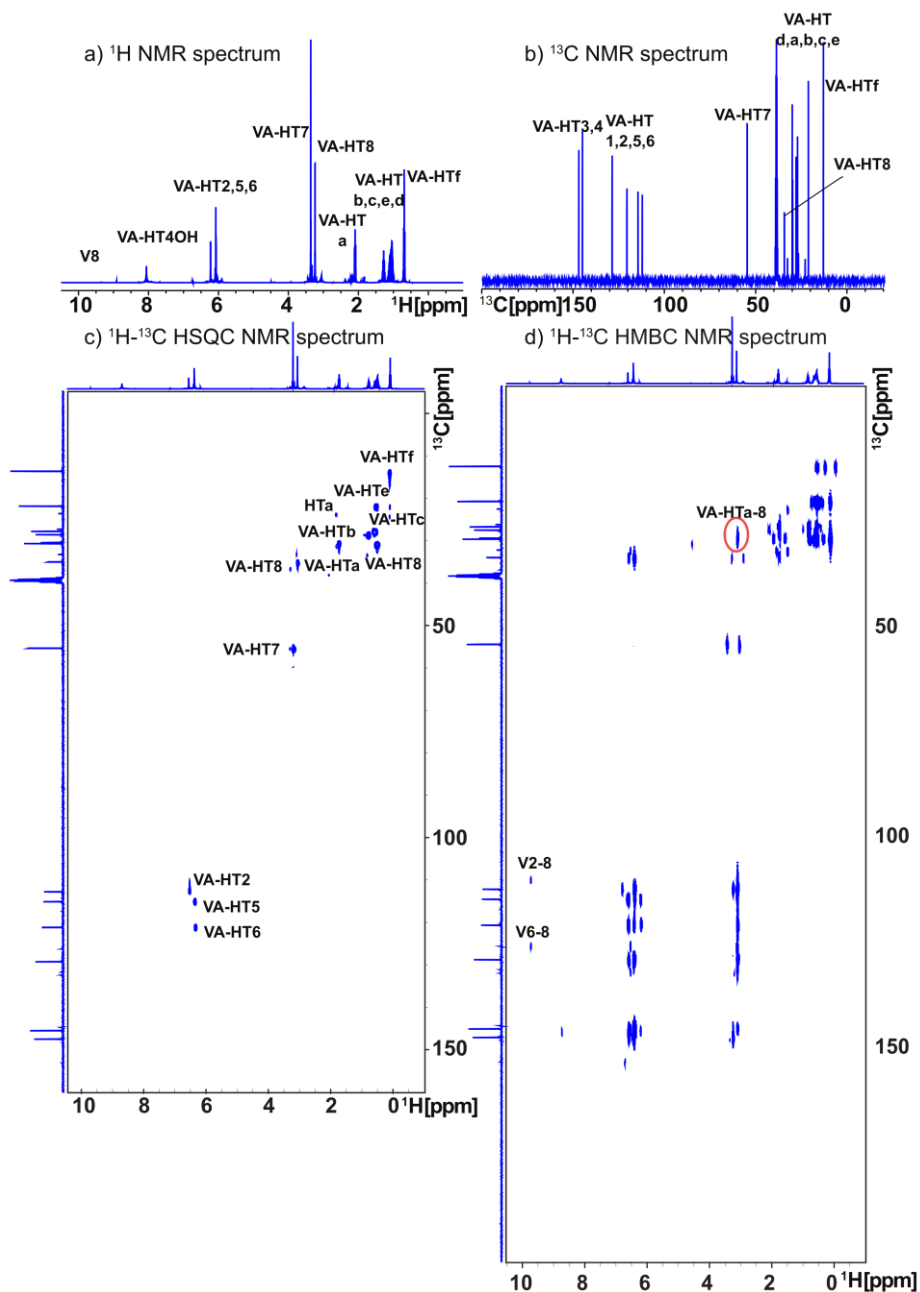 a) ¹H NMR spectrum
VA-HT7
VA-HT8
VA-HT2,5,6
VA-HT
b,c,e,d
VA-HTf
VA-HT
a
VA-HT4OH
V8
10 8 6 4 2 H[ppm]
b) ¹³C NMR spectrum
VA-HT
d,a,b,c,e
VA-HTf
VA-HT7
VA-HT3,4
VA-HT
1,2,5,6
VA-HT8
¹³C[ppm] 150 100 50 0
c) ¹H-¹³C HSQC NMR spectrum
¹³C[ppm]
VA-HTf
VA-HTe
HTa
VA-HTc
VA-HTb
VA-HT8
VA-HTa
VA-HT8
50
VA-HT7
100
VA-HT2
VA-HT5
VA-HT6
150
10 8 6 4 2 0 ¹H[ppm]
d) ¹H-¹³C HMBC NMR spectrum
¹³C[ppm]
VA-HTa-8
50
100
V2-8
V6-8
150
10 8 6 4 2 0 ¹H[ppm]